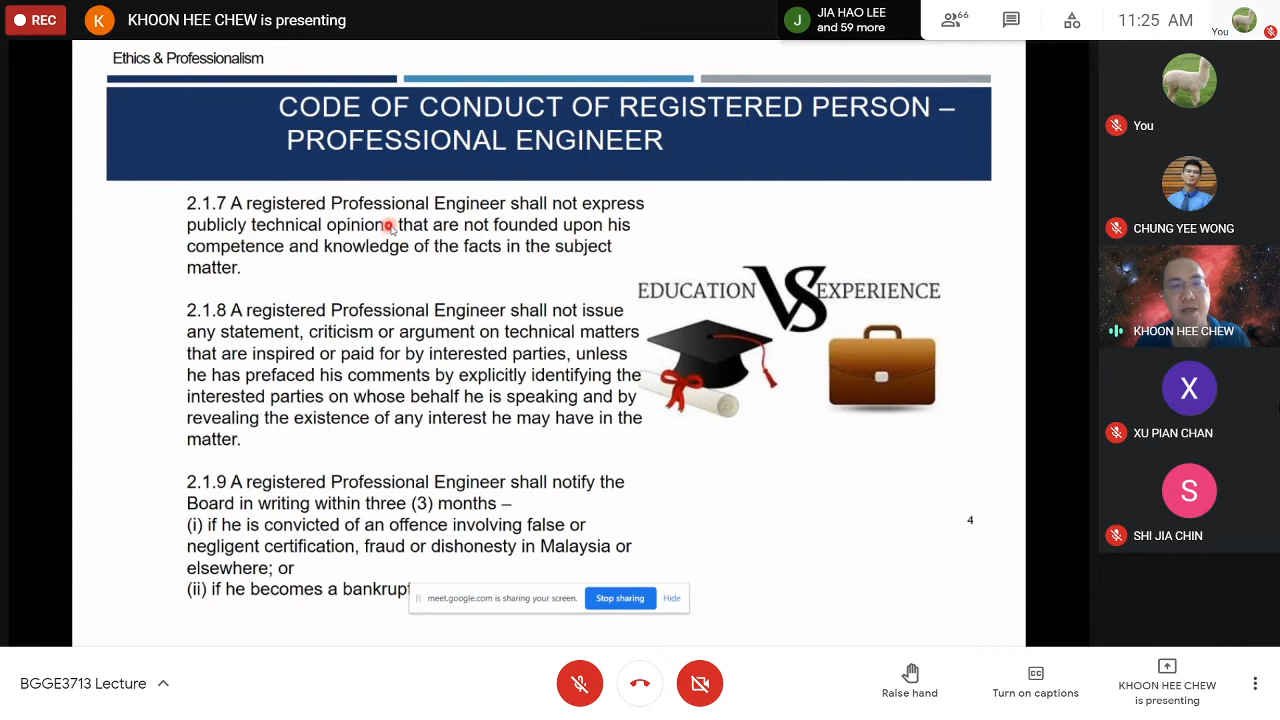 REC
K
KHOON HEE CHEW is presenting
J
JIA HAO LEE
and 59 more
66
11:25 AM
You
Ethics & Professionalism
CODE OF CONDUCT OF REGISTERED PERSON –
PROFESSIONAL ENGINEER
2.1.7 A registered Professional Engineer shall not express
publicly technical opinions that are not founded upon his
competence and knowledge of the facts in the subject
matter.
2.1.8 A registered Professional Engineer shall not issue
any statement, criticism or argument on technical matters
that are inspired or paid for by interested parties, unless
he has prefaced his comments by explicitly identifying the
interested parties on whose behalf he is speaking and by
revealing the existence of any interest he may have in the
matter.
2.1.9 A registered Professional Engineer shall notify the
Board in writing within three (3) months –
(i) if he is convicted of an offence involving false or
negligent certification, fraud or dishonesty in Malaysia or
elsewhere; or
(ii) if he becomes a bankrupt
EDUCATION VS EXPERIENCE
4
meet.google.com is sharing your screen.
Stop sharing
Hide
You
CHUNG YEE WONG
KHOON HEE CHEW
X
XU PIAN CHAN
S
SHI JIA CHIN
BGGE3713 Lecture
Raise hand
CC
Turn on captions
KHOON HEE CHEW
is presenting